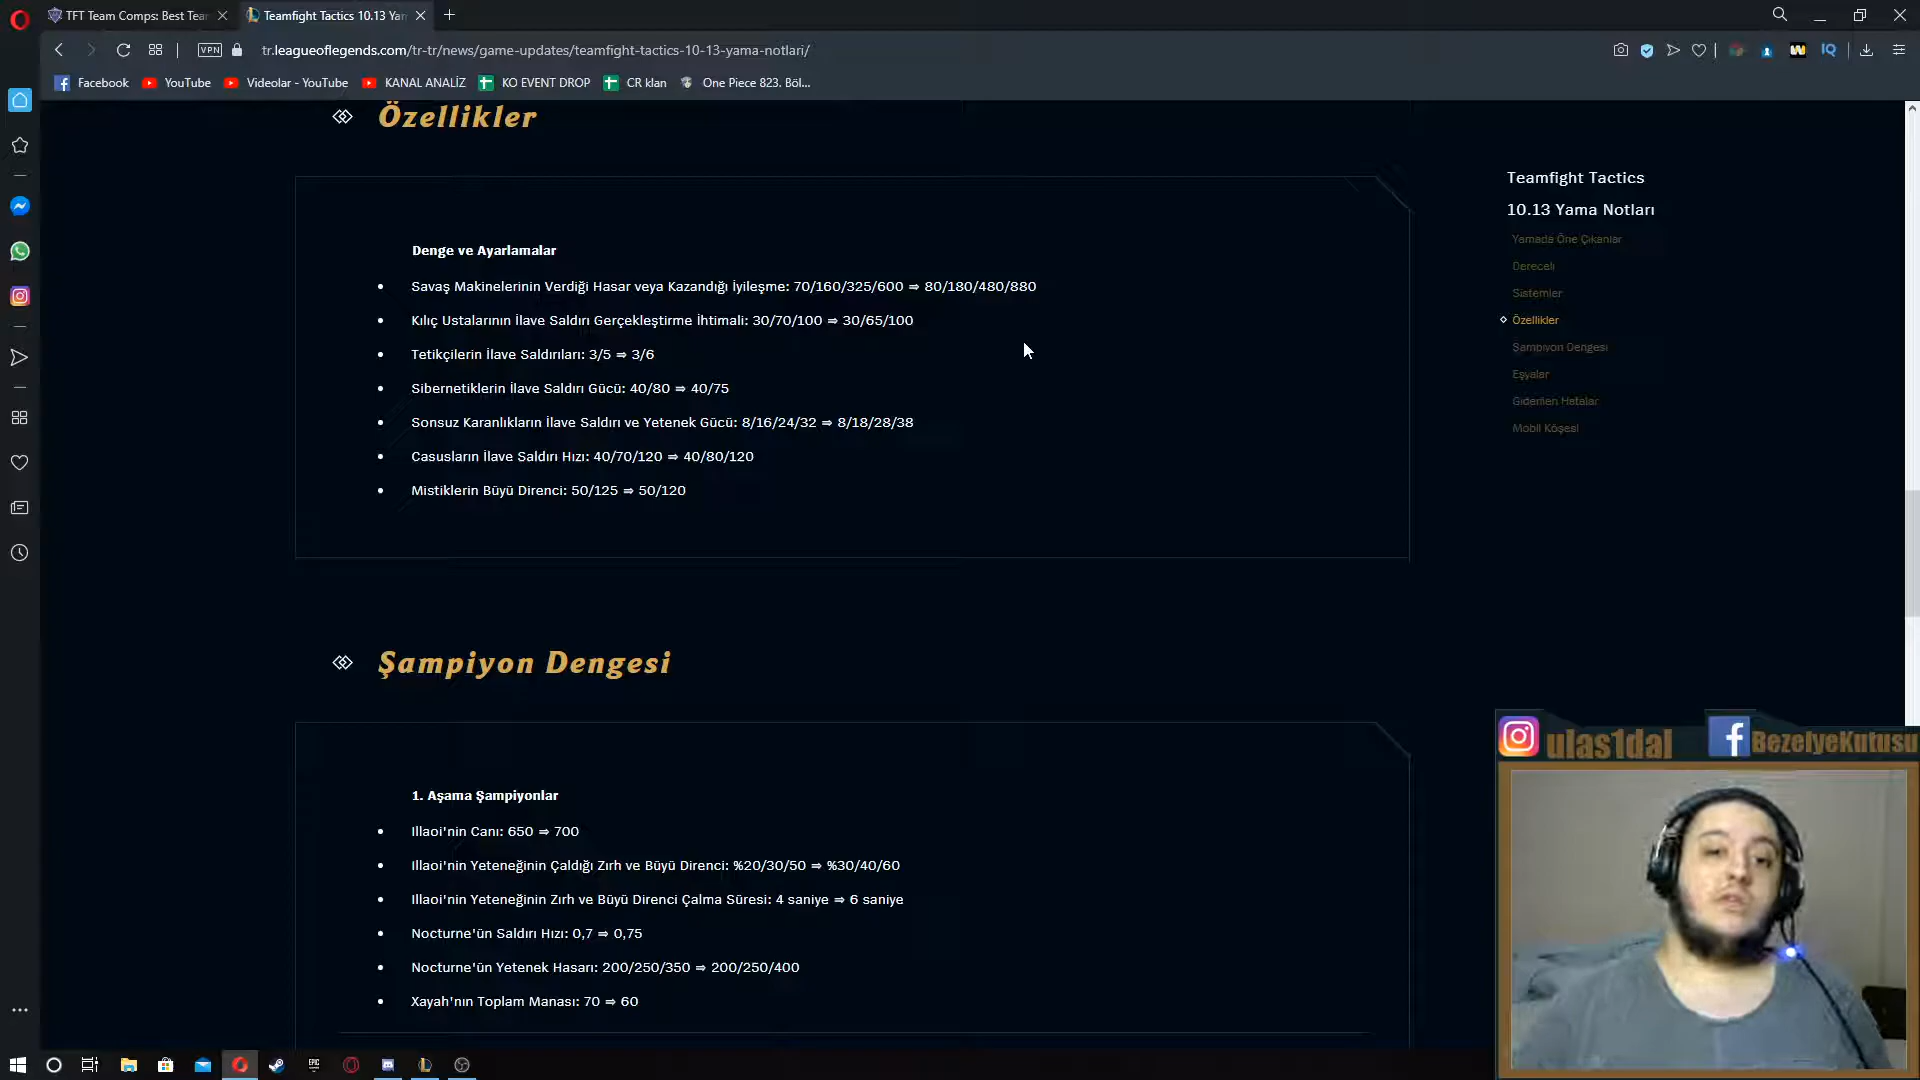 TFT Team Comps: Best Tea
Teamfight Tactics 10.13 Yar
VPN
tr.leagueoflegends.com/tr-tr/news/game-updates/teamfight-tactics-10-13-yama-notlari/
IQ
Facebook
YouTube
Videolar - YouTube
KANAL ANALİZ
KO EVENT DROP
CR klan
One Piece 823. Böl...
Özellikler
Denge ve Ayarlamalar
• Savaş Makinelerinin Verdiği Hasar veya Kazandığı İyileşme: 70/160/325/600 ⇒ 80/180/480/880
• Kılıç Ustalarının İlave Saldırı Gerçekleştirme İhtimali: 30/70/100 ⇒ 30/65/100
• Tetikçilerin İlave Saldırıları: 3/5 ⇒ 3/6
• Sibernetiklerin İlave Saldırı Gücü: 40/80 ⇒ 40/75
• Sonsuz Karanlıkların İlave Saldırı ve Yetenek Gücü: 8/16/24/32 ⇒ 8/18/28/38
• Casusların İlave Saldırı Hızı: 40/70/120 ⇒ 40/80/120
• Mistiklerin Büyü Direnci: 50/125 ⇒ 50/120
Şampiyon Dengesi
1. Aşama Şampiyonlar
• Illaoi'nin Canı: 650 ⇒ 700
• Illaoi'nin Yeteneğinin Çaldığı Zırh ve Büyü Direnci: %20/30/50 ⇒ %30/40/60
• Illaoi'nin Yeteneğinin Zırh ve Büyü Direnci Çalma Süresi: 4 saniye ⇒ 6 saniye
• Nocturne'ün Saldırı Hızı: 0,7 ⇒ 0,75
• Nocturne'ün Yetenek Hasarı: 200/250/350 ⇒ 200/250/400
• Xayah'nın Toplam Manası: 70 ⇒ 60
Teamfight Tactics
10.13 Yama Notları
Yamada Öne Çıkanlar
Dereceli
Sistemler
Özellikler
Şampiyon Dengesi
Eşyalar
Giderilen Hatalar
Mobil Köşesi
ulas1dal
BezelyeKutusu
EPIC